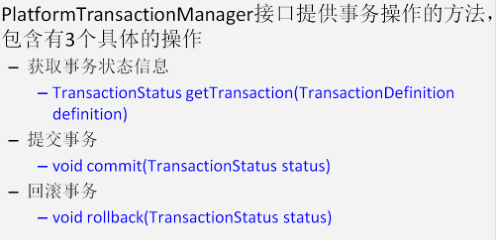 PlatformTransactionManager接口提供事务操作的方法，
包含有3个具体的操作
– 获取事务状态信息
– TransactionStatus getTransaction(TransactionDefinition
definition)
– 提交事务
– void commit(TransactionStatus status)
– 回滚事务
– void rollback(TransactionStatus status)